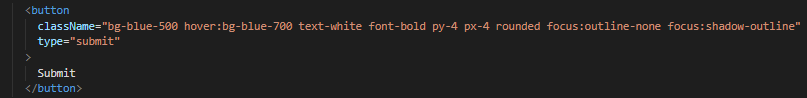 <button
className="bg-blue-500 hover:bg-blue-700 text-white font-bold py-4 px-4 rounded focus:outline-none focus:shadow-outline"
type="submit"
>
Submit
</button>